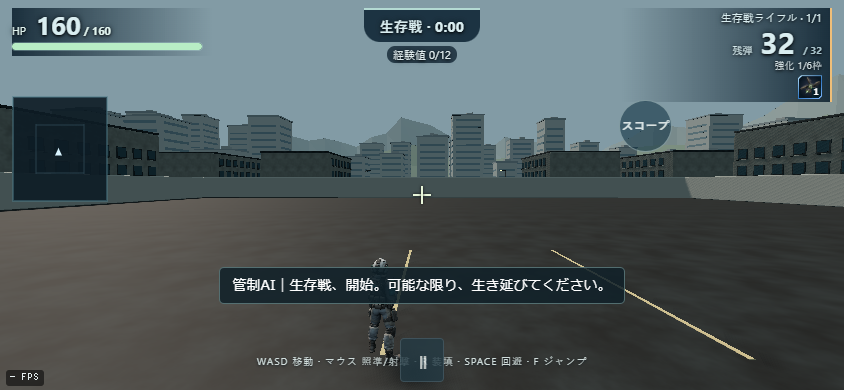 HP 160 / 160
生存戦 · 0:00
経験値 0/12
生存戦ライフル · 1/1
残弾 32 / 32
強化 1/6枠
1
スコープ
管制AI｜生存戦、開始。可能な限り、生き延びてください。
WASD 移動 · マウス 照準/射 填 · SPACE 回避 · F ジャンプ
— FPS